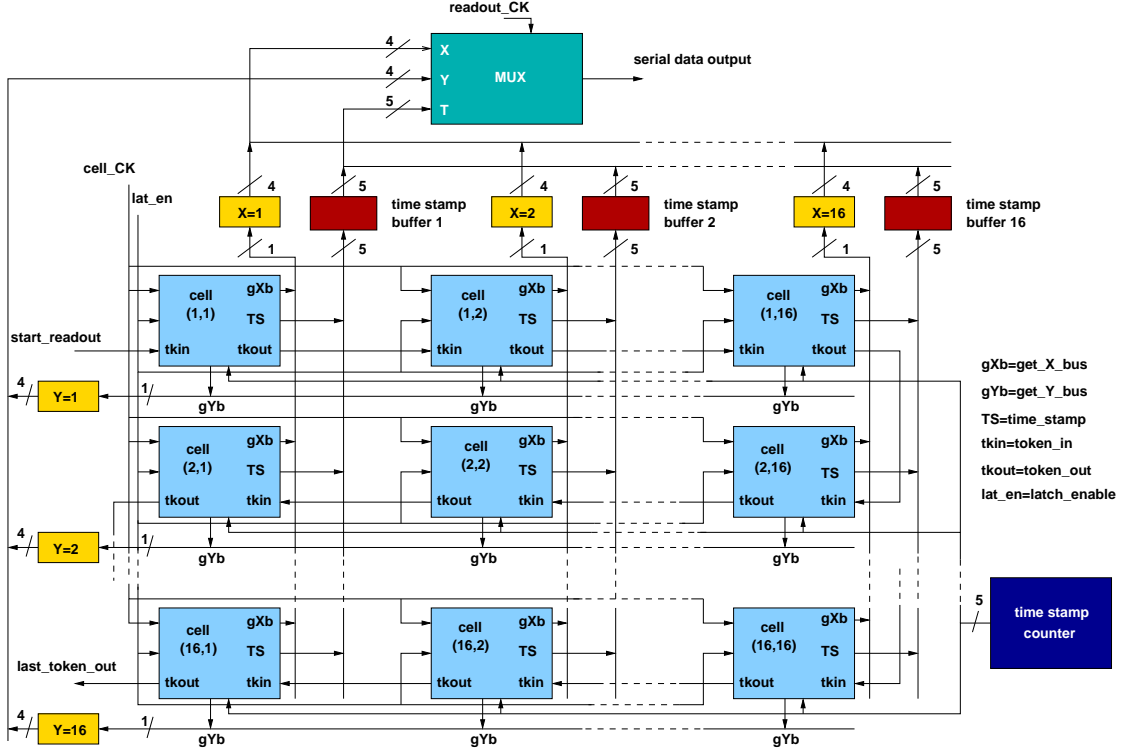 readout_CK
4
X
4
Y
MUX
serial data output
5
T
cell_CK
lat_en
4
5
4
5
4
5
X=1
time stamp
buffer 1
X=2
time stamp
buffer 2
X=16
time stamp
buffer 16
1
5
1
5
1
5
cell
(1,1)
gXb
TS
tkin
tkout
cell
(1,2)
gXb
TS
tkin
tkout
cell
(1,16)
gXb
TS
tkin
tkout
start_readout
4
Y=1
1
gYb
gYb
gYb
gXb=get_X_bus
gYb=get_Y_bus
TS=time_stamp
tkin=token_in
tkout=token_out
lat_en=latch_enable
cell
(2,1)
gXb
TS
tkout
tkin
cell
(2,2)
gXb
TS
tkout
tkin
cell
(2,16)
gXb
TS
tkout
tkin
4
Y=2
1
gYb
gYb
gYb
5
time stamp
counter
cell
(16,1)
gXb
TS
tkout
tkin
cell
(16,2)
gXb
TS
tkout
tkin
cell
(16,16)
gXb
TS
tkout
tkin
last_token_out
4
Y=16
1
gYb
gYb
gYb